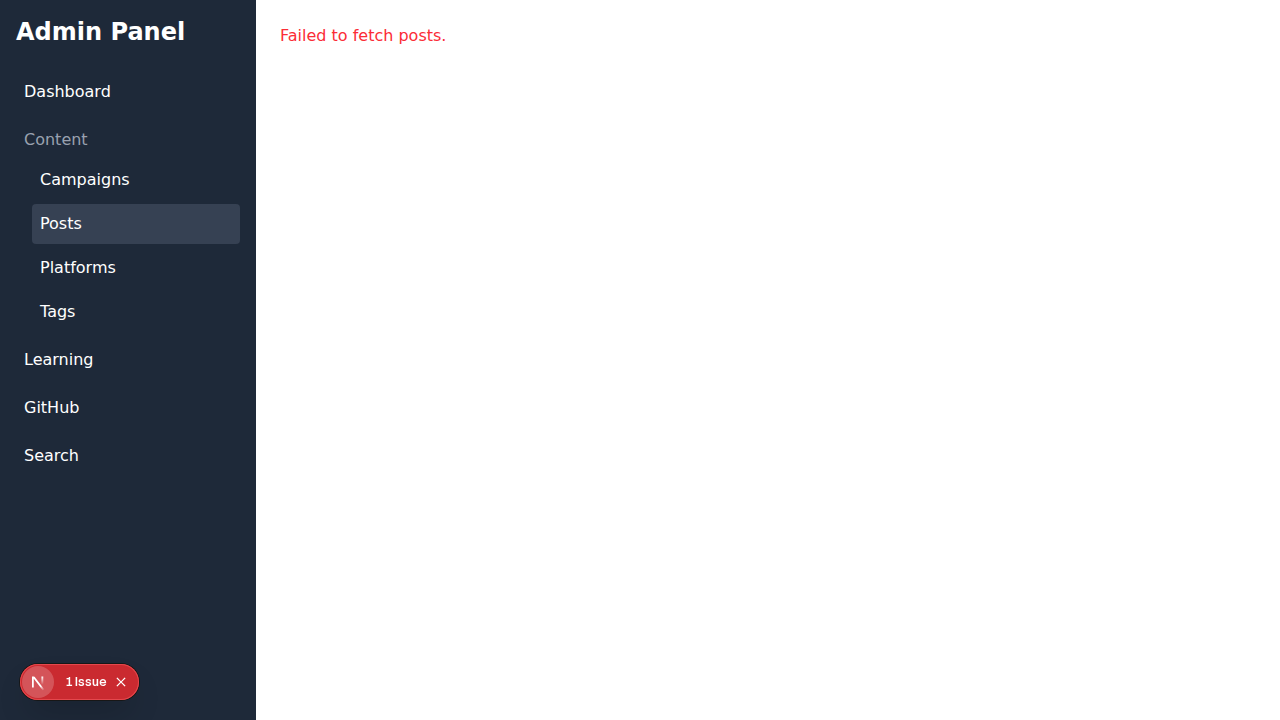 Admin Panel
Dashboard
Content
Campaigns
Posts
Platforms
Tags
Learning
GitHub
Search
Failed to fetch posts.
N 1 Issue